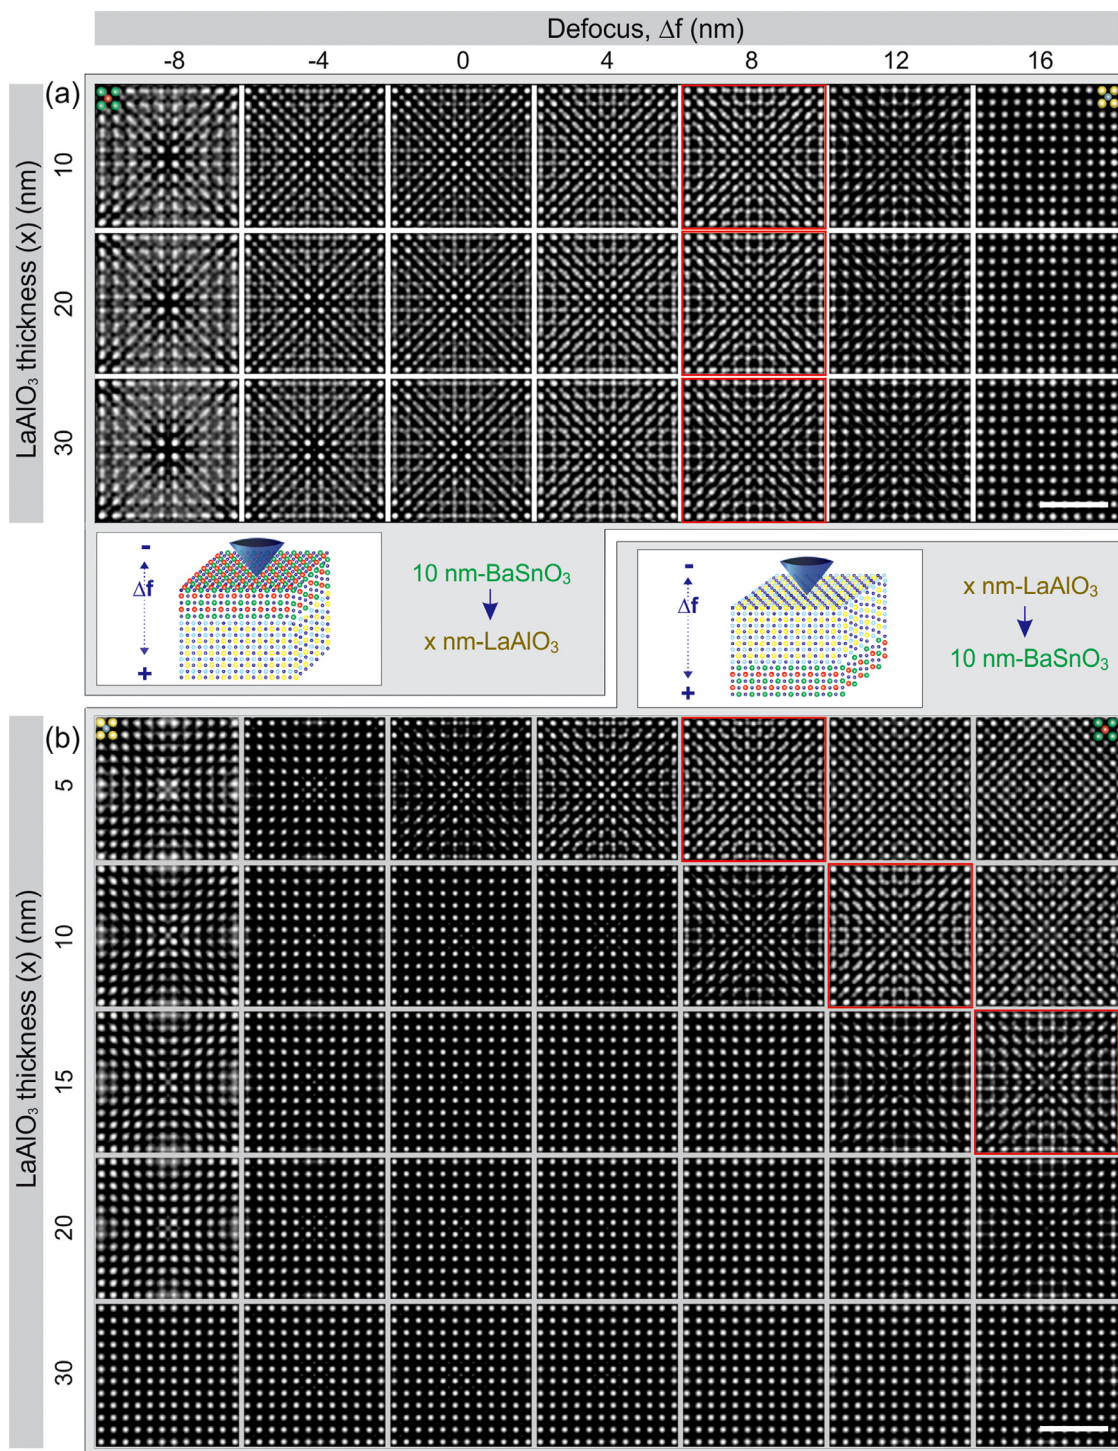 Defocus, Δf (nm)
-8 -4 0 4 8 12 16
(a)
LaAlO₃ thickness (x) (nm)
10
20
30
-
Δf
+
10 nm-BaSnO₃
x nm-LaAlO₃
-
Δf
+
x nm-LaAlO₃
10 nm-BaSnO₃
(b)
LaAlO₃ thickness (x) (nm)
5
10
15
20
30